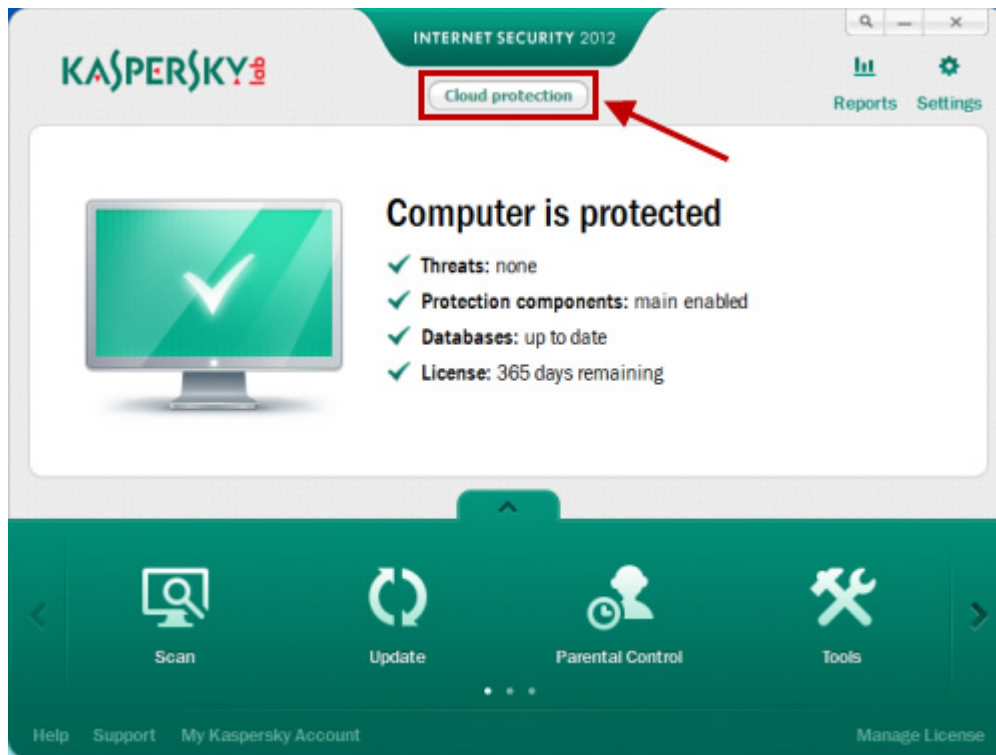 INTERNET SECURITY 2012
KASPERSKY lab
Cloud protection
Reports Settings
Computer is protected
Threats: none
Protection components: main enabled
Databases: up to date
License: 365 days remaining
Scan Update Parental Control Tools
Help Support My Kaspersky Account Manage License